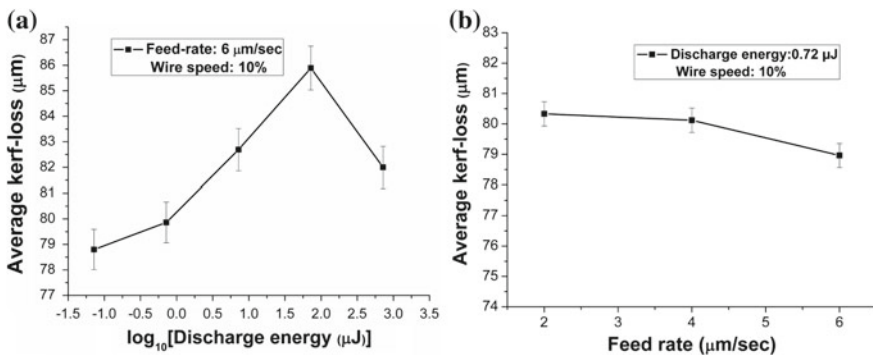 (a)
Average kerf-loss (μm)
87
86
85
84
83
82
81
80
79
78
77
Feed-rate: 6 μm/sec
Wire speed: 10%
-1.5 -1.0 -0.5 0.0 0.5 1.0 1.5 2.0 2.5 3.0 3.5
log10[Discharge energy (μJ)]
(b)
Average kerf-loss (μm)
83
82
81
80
79
78
77
76
75
74
Discharge energy:0.72 μJ
Wire speed: 10%
2 4 6
Feed rate (μm/sec)